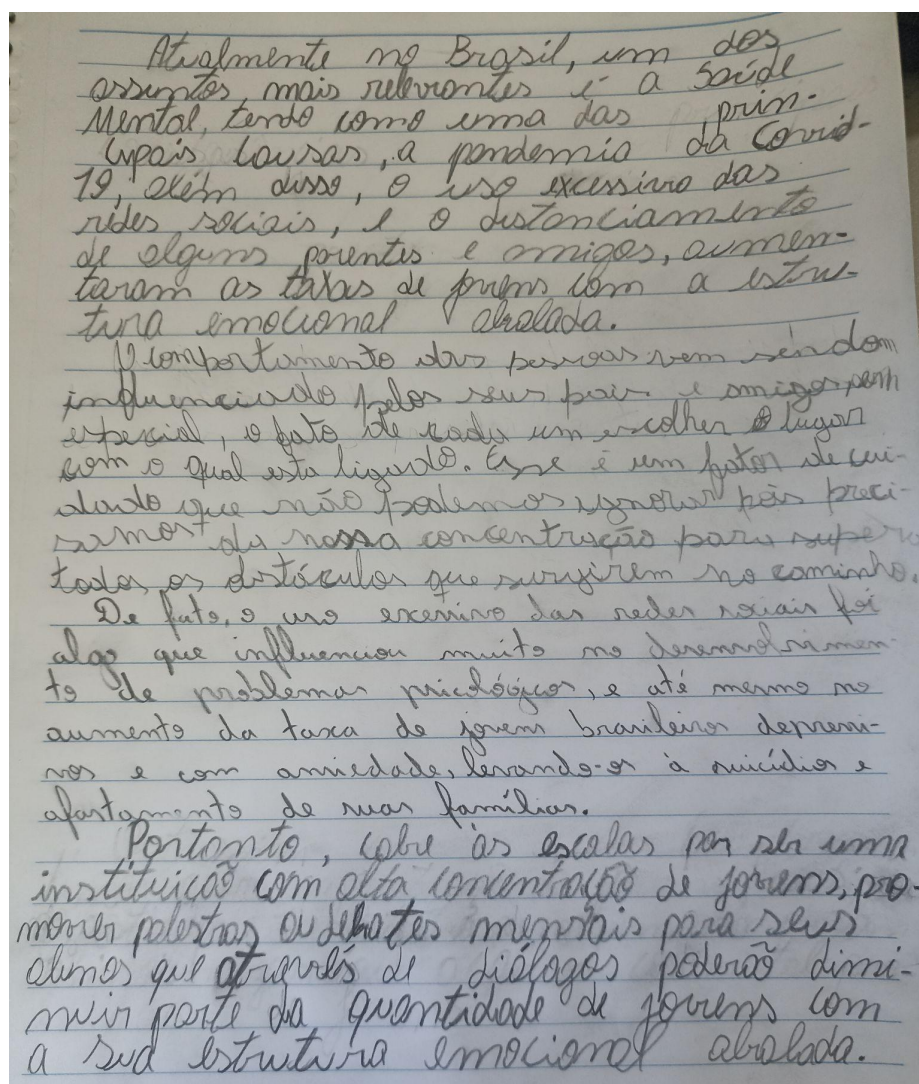 Atualmente no Brasil, um dos
assuntos mais relevantes é a Saúde
Mental, tendo como uma das prin-
cipais causas, a pandemia da Covid-
19, além disso, o uso excessivo das
redes sociais, e o distanciamento
de alguns parentes e amigos, aumen-
taram as taxas de jovens com a estru-
tura emocional abalada.
O comportamento das pessoas vem sendo
influenciado pelos seus pais e amigos, em
especial, o fato de cada um escolher o lugar
com o qual esta ligado. Esse é um fator de cui-
dado que não podemos ignorar pois preci-
samos da nossa concentração para supera
todos os obstáculos que surgirem no caminho.
De fato, o uso excessivo das redes sociais foi
algo que influenciou muito no desenvolvimen-
to de problemas psicológicos, e até mesmo no
aumento da taxa de jovem brasileiros depressi-
vos e com ansiedade, levando-os à suicídios e
afastamento de suas famílias.
Portanto, cabe às escolas por ser uma
instituição com alta concentração de jovens, pro-
mover palestras ou debates mensais para seus
alunos que através de diálogos poderão dimi-
nuir parte da quantidade de jovens com
a sua estrutura emocional abalada.